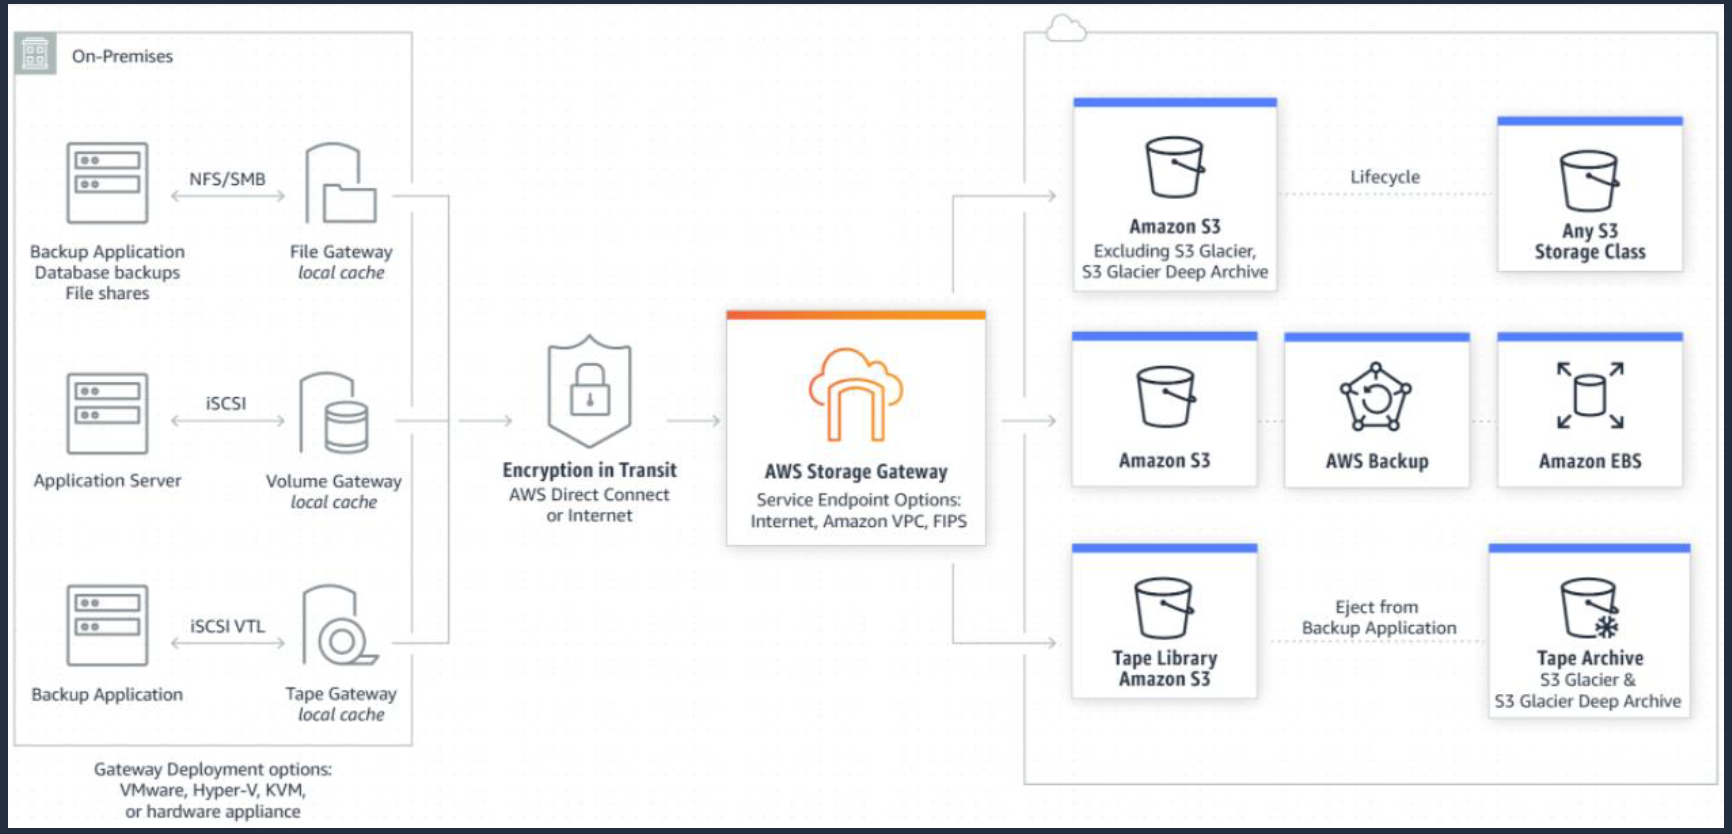 On-Premises
NFS/SMB
Backup Application
Database backups
File shares
File Gateway
local cache
iSCSI
Application Server
Volume Gateway
local cache
iSCSI VTL
Backup Application
Tape Gateway
local cache
Gateway Deployment options:
VMware, Hyper-V, KVM,
or hardware appliance
Encryption in Transit
AWS Direct Connect
or Internet
AWS Storage Gateway
Service Endpoint Options:
Internet, Amazon VPC, FIPS
Amazon S3
Excluding S3 Glacier,
S3 Glacier Deep Archive
Lifecycle
Any S3
Storage Class
Amazon S3
AWS Backup
Amazon EBS
Tape Library
Amazon S3
Eject from
Backup Application
Tape Archive
S3 Glacier &
S3 Glacier Deep Archive